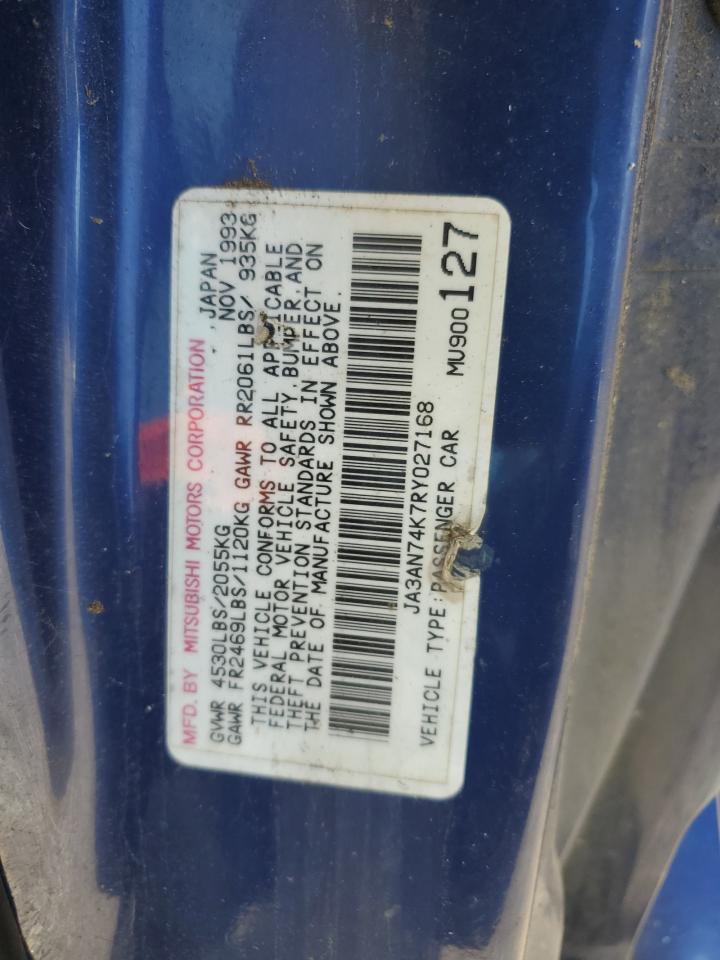 MFD. BY MITSUBISHI MOTORS CORPORATION, JAPAN
GVWR 4530LBS/2055KG NOV 1993
GAWR FR2469LBS/1120KG GAWR RR2061LBS/ 935KG
THIS VEHICLE CONFORMS TO ALL APPLICABLE
FEDERAL MOTOR VEHICLE SAFETY, BUMPER, AND
THEFT PREVENTION STANDARDS IN EFFECT ON
THE DATE OF MANUFACTURE SHOWN ABOVE.
JA3AN74K7RY027168
VEHICLE TYPE:PASSENGER CAR MU900127